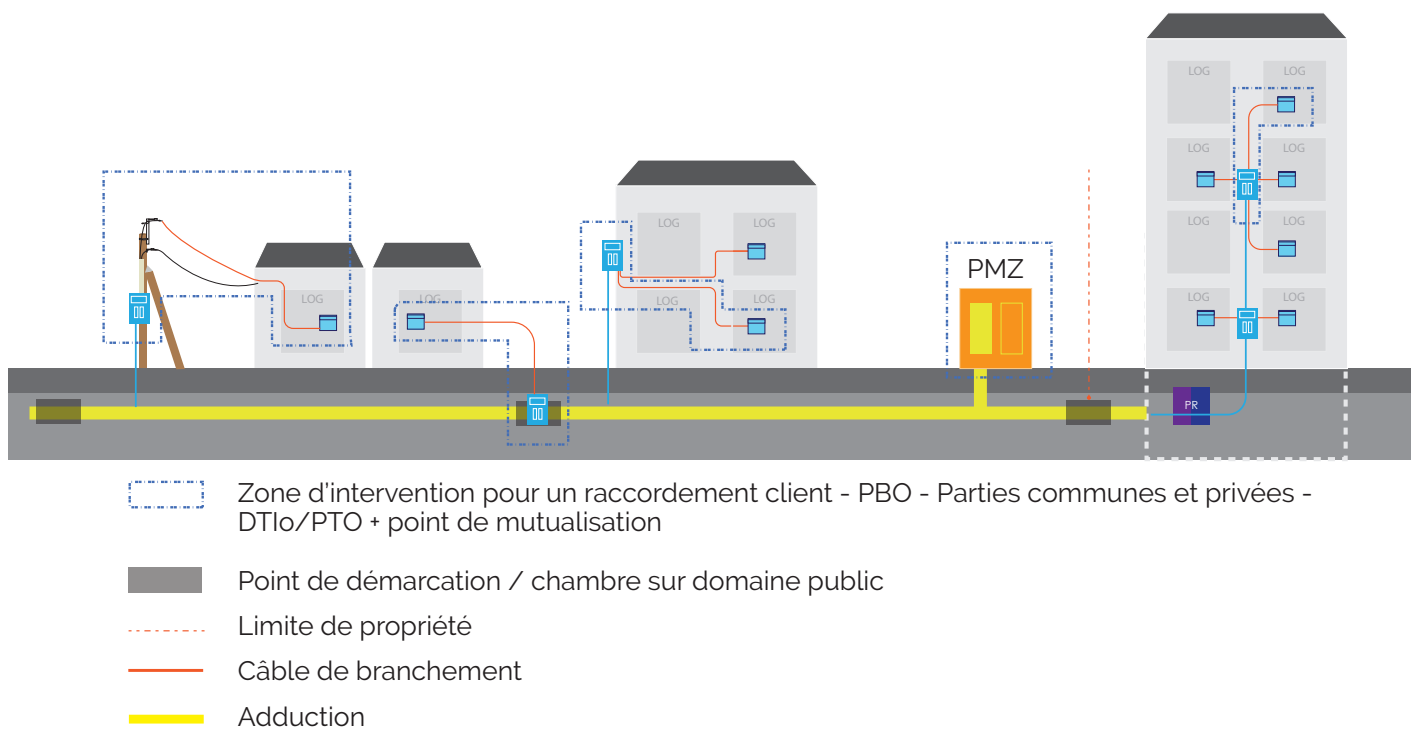 LOG
LOG
LOG
LOG
LOG
LOG
LOG
LOG
LOG
LOG
LOG
LOG
LOG
LOG
PMZ
PR
Zone d'intervention pour un raccordement client - PBO - Parties communes et privées -
DTIo/PTO + point de mutualisation
Point de démarcation / chambre sur domaine public
Limite de propriété
Câble de branchement
Adduction